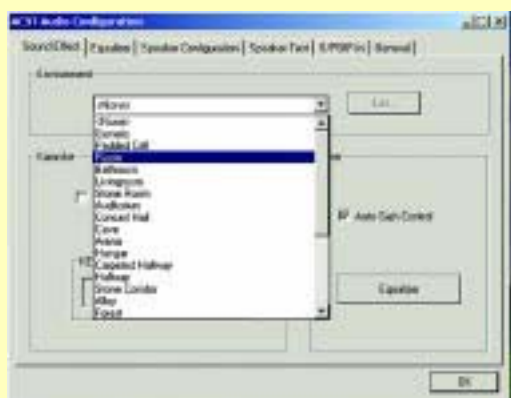 AC97 Audio Configuration
Sound Effect Equalizer Speaker Configuration Speaker Test S/PDIF-In General
Environment
<None>
Edit...
<None>
Generic
Padded Cell
Room
Bathroom
Livingroom
Stone Room
Auditorium
Concert Hall
Cave
Arena
Hangar
Carpeted Hallway
Hallway
Stone Corridor
Alley
Forest
Karaoke
Auto Gain Control
Equalizer
OK